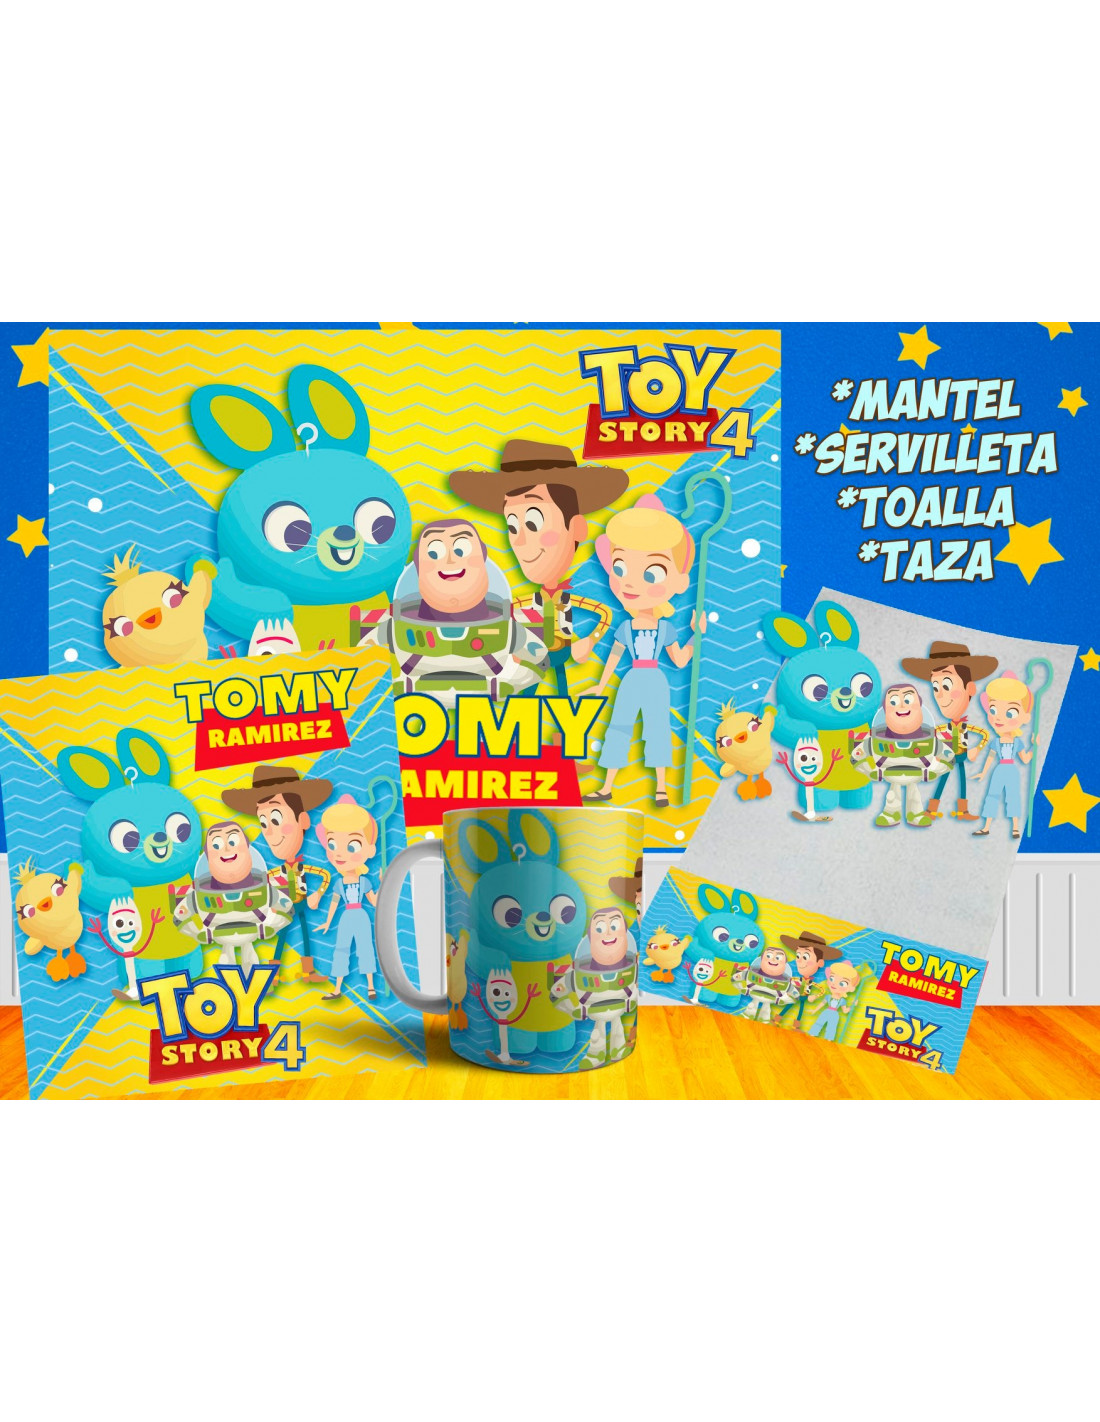 TOY
STORY 4
*MANTEL
*SERVILLETA
*TOALLA
*TAZA
TOMY
RAMIREZ
OMY
AMIREZ
TOY
STORY 4
TOMY
RAMIREZ
TOY
STORY 4